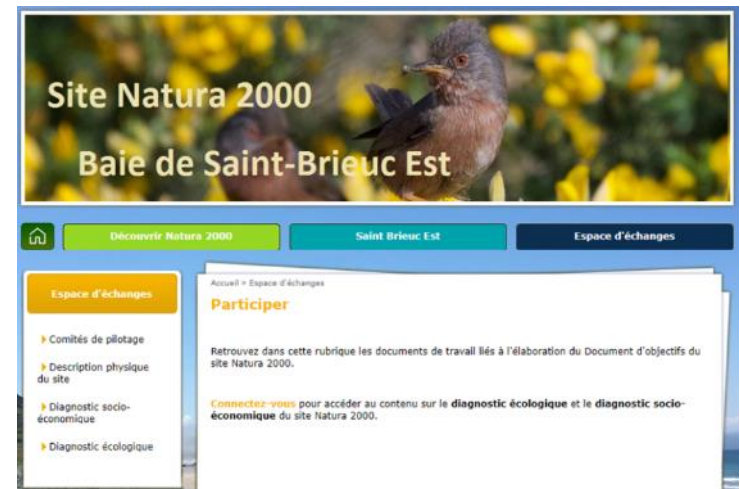 Site Natura 2000
Baie de Saint-Brieuc Est
Découvrir Natura 2000
Saint Brieuc Est
Espace d'échanges
Espace d'échanges
Comités de pilotage
Description physique
du site
Diagnostic socio-
économique
Diagnostic écologique
Accueil > Espace d'échanges
Participer
Retrouvez dans cette rubrique les documents de travail liés à l'élaboration du Document d'objectifs du
site Natura 2000.
Connectez-vous pour accéder au contenu sur le diagnostic écologique et le diagnostic socio-
économique du site Natura 2000.